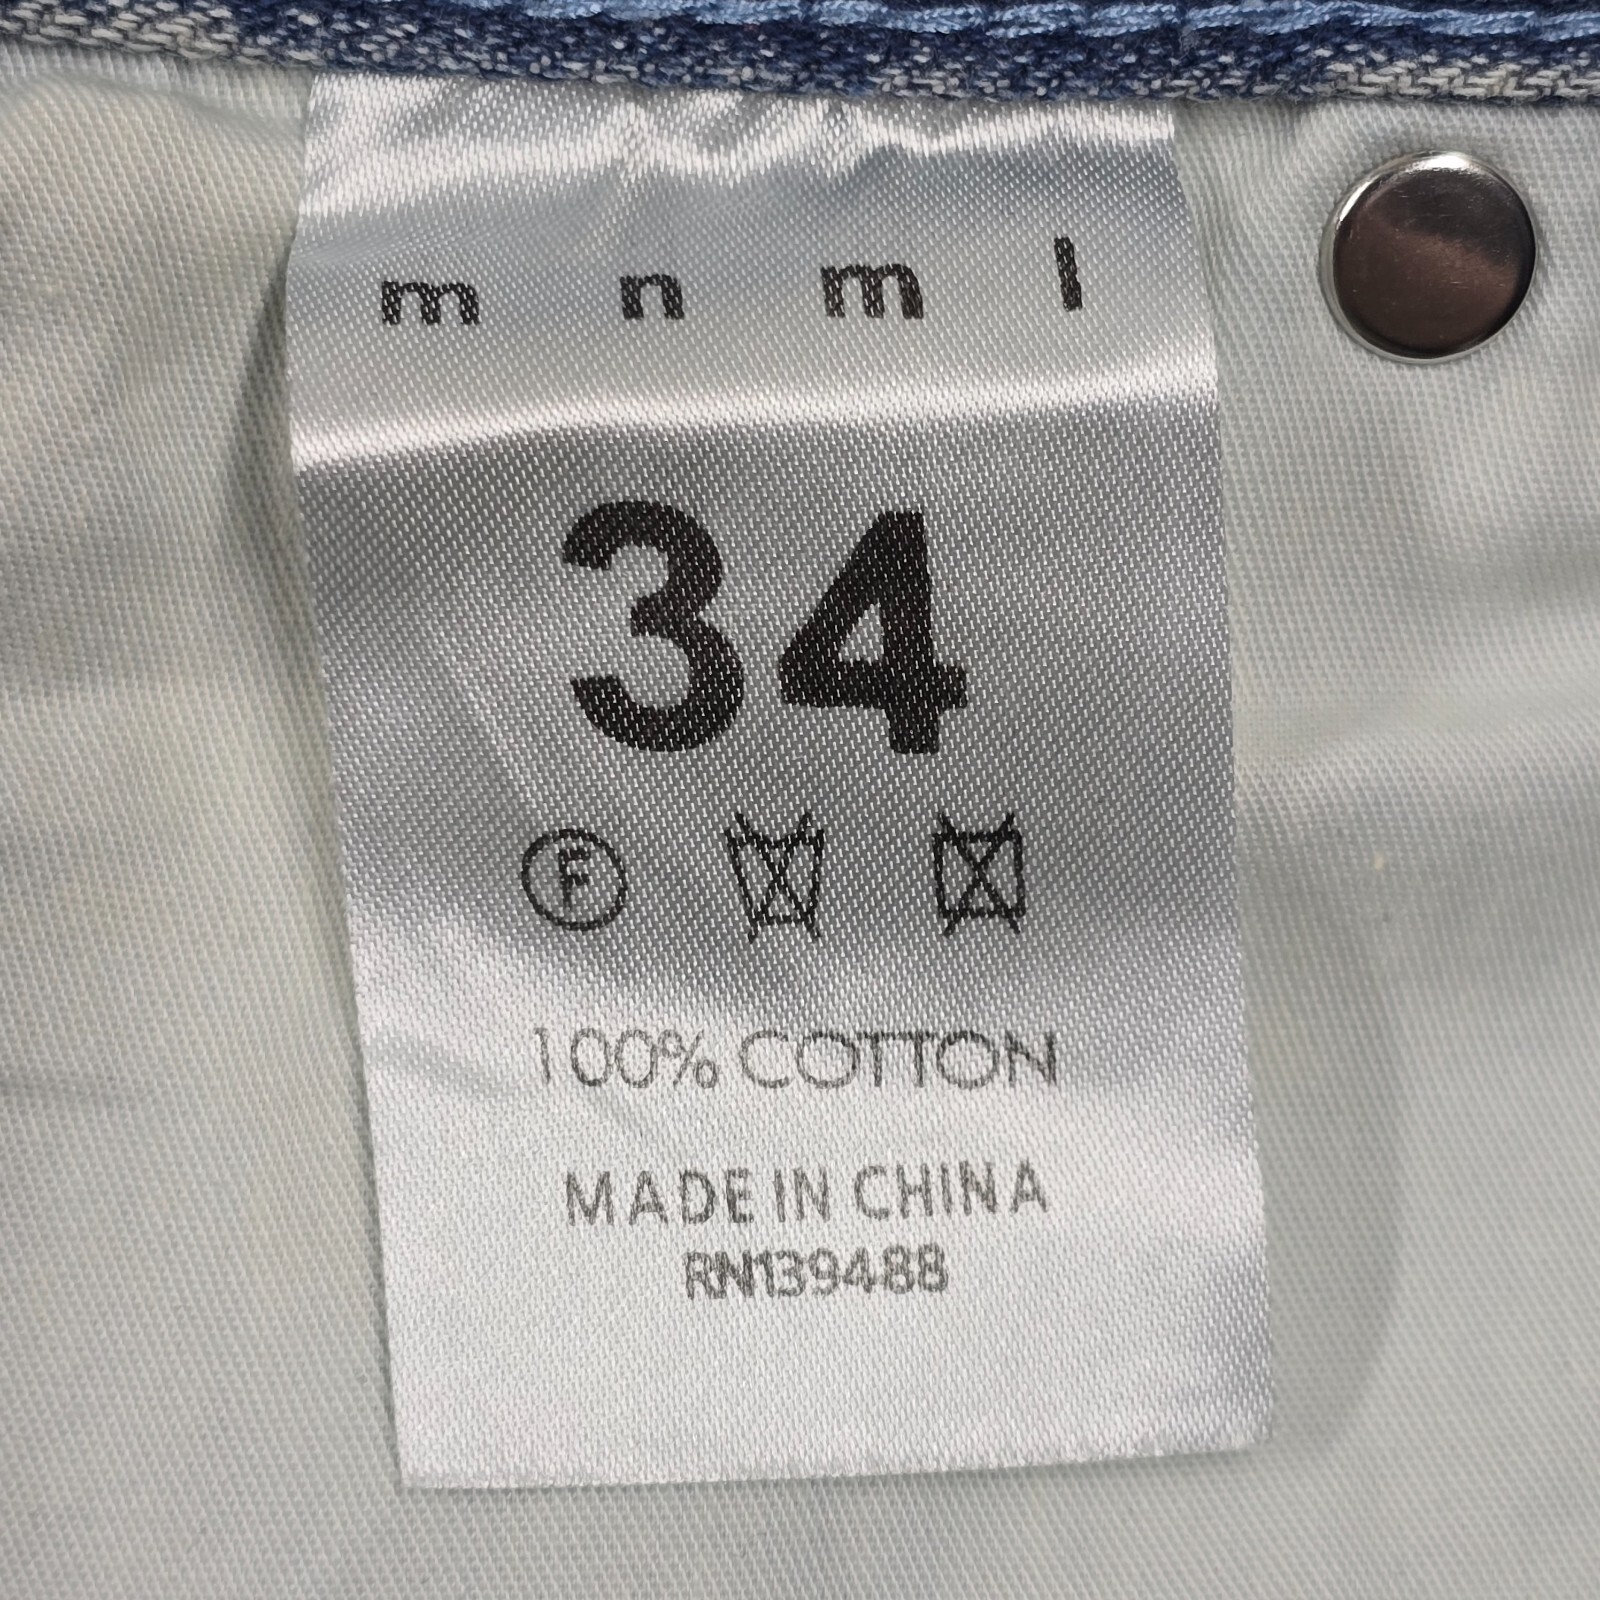 m n m l
34
F
100% COTTON
MADE IN CHINA
RN139488